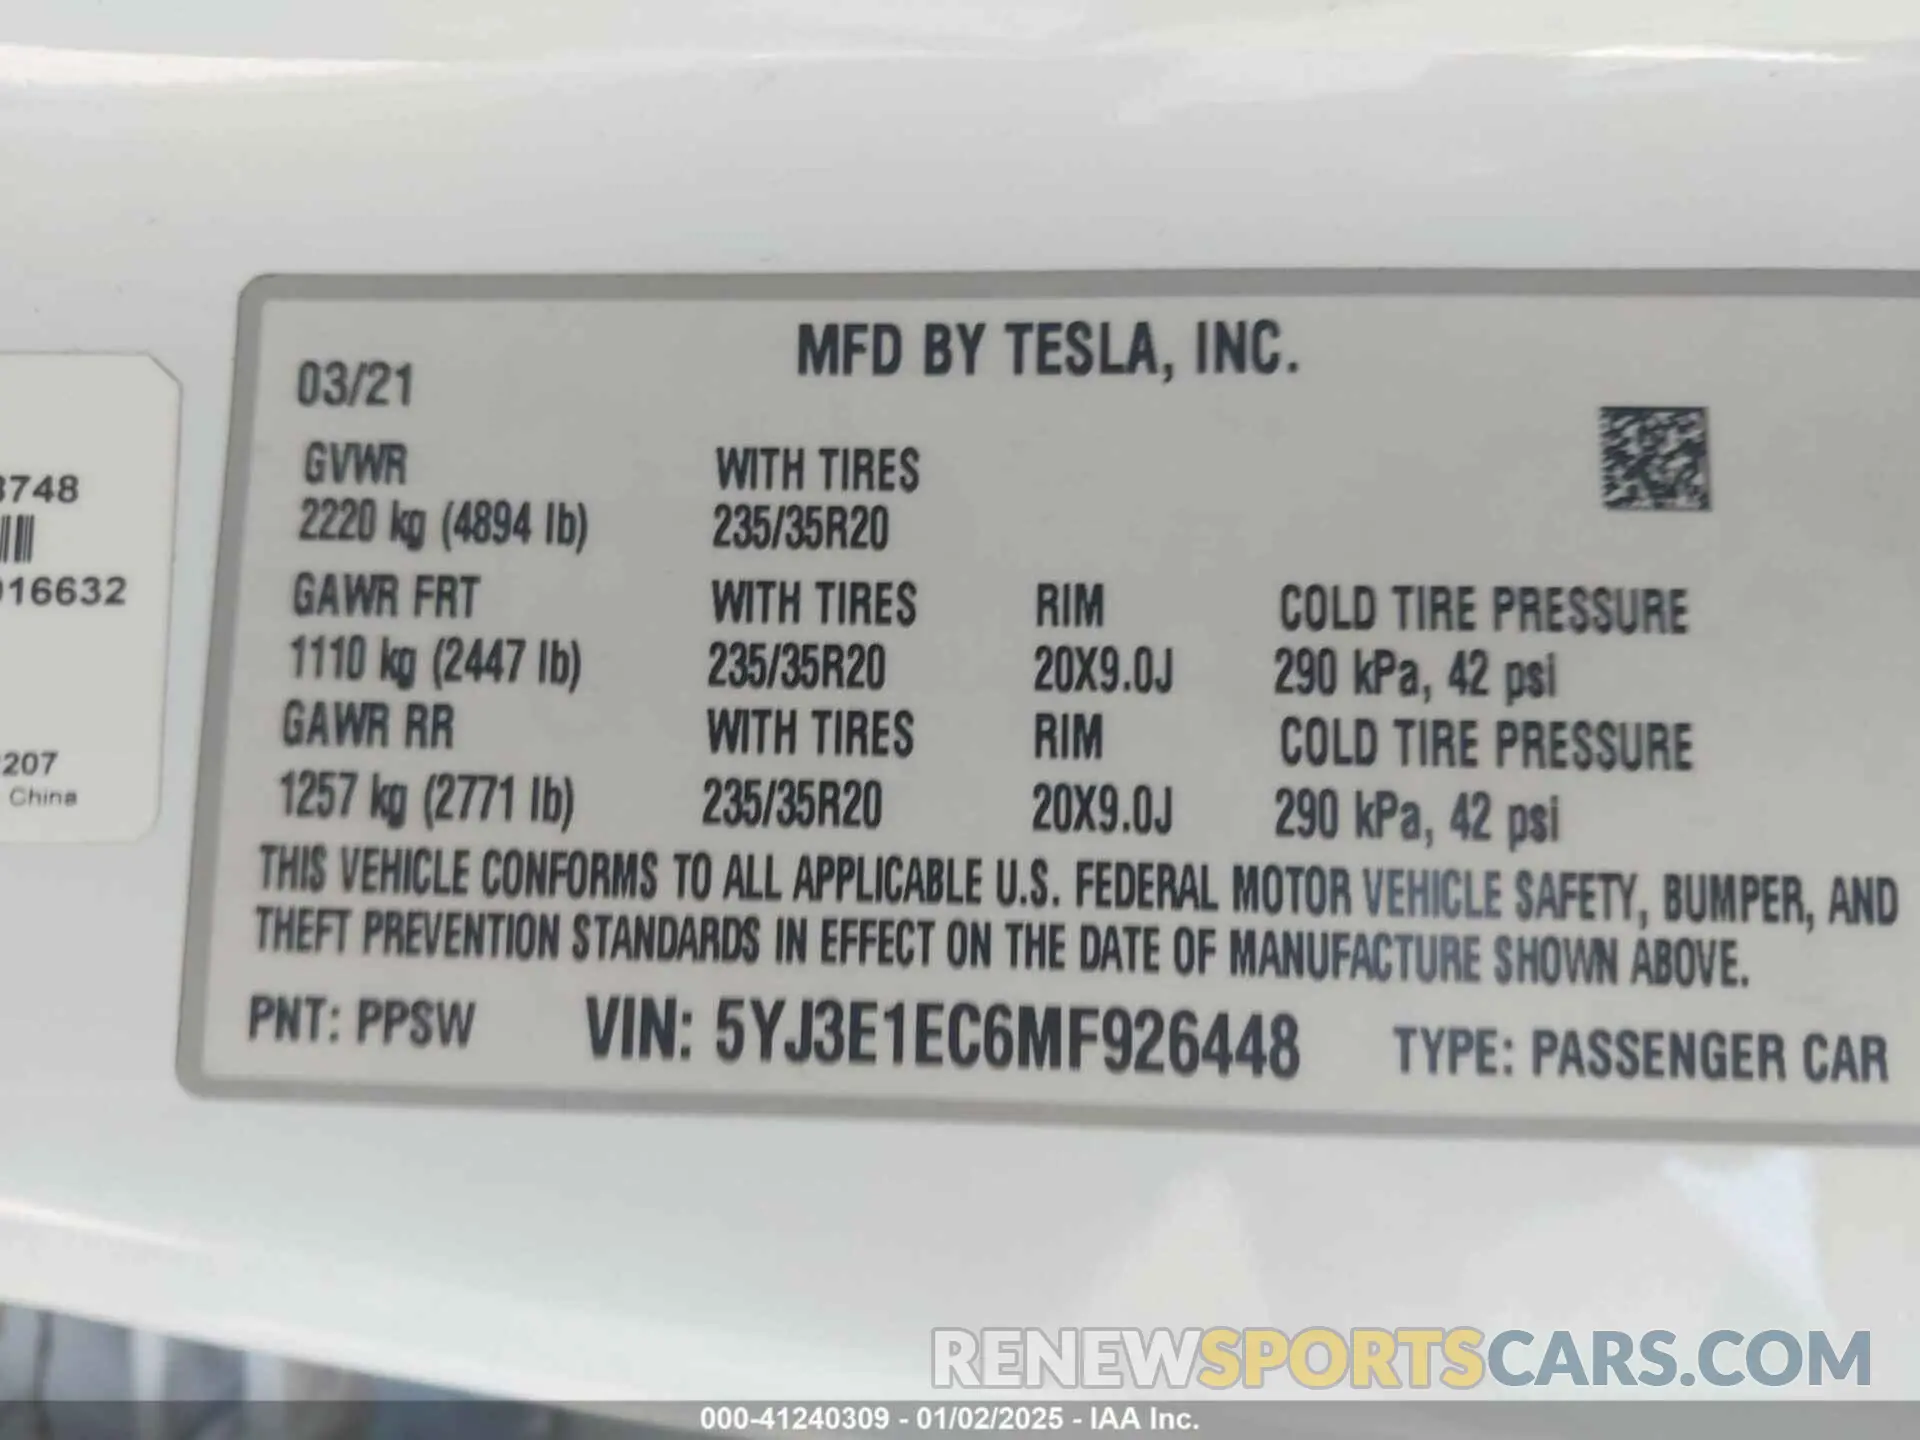 MFD BY TESLA, INC.
03/21
GVWR WITH TIRES
2220 kg (4894 lb) 235/35R20
GAWR FRT WITH TIRES RIM COLD TIRE PRESSURE
1110 kg (2447 lb) 235/35R20 20X9.0J 290 kPa, 42 psi
GAWR RR WITH TIRES RIM COLD TIRE PRESSURE
1257 kg (2771 lb) 235/35R20 20X9.0J 290 kPa, 42 psi
THIS VEHICLE CONFORMS TO ALL APPLICABLE U.S. FEDERAL MOTOR VEHICLE SAFETY, BUMPER, AND
THEFT PREVENTION STANDARDS IN EFFECT ON THE DATE OF MANUFACTURE SHOWN ABOVE.
PNT: PPSW VIN: 5YJ3E1EC6MF926448 TYPE: PASSENGER CAR
3748
16632
207
China
RENEWSPORTSCARS.COM
000-41240309 - 01/02/2025 - IAA Inc.